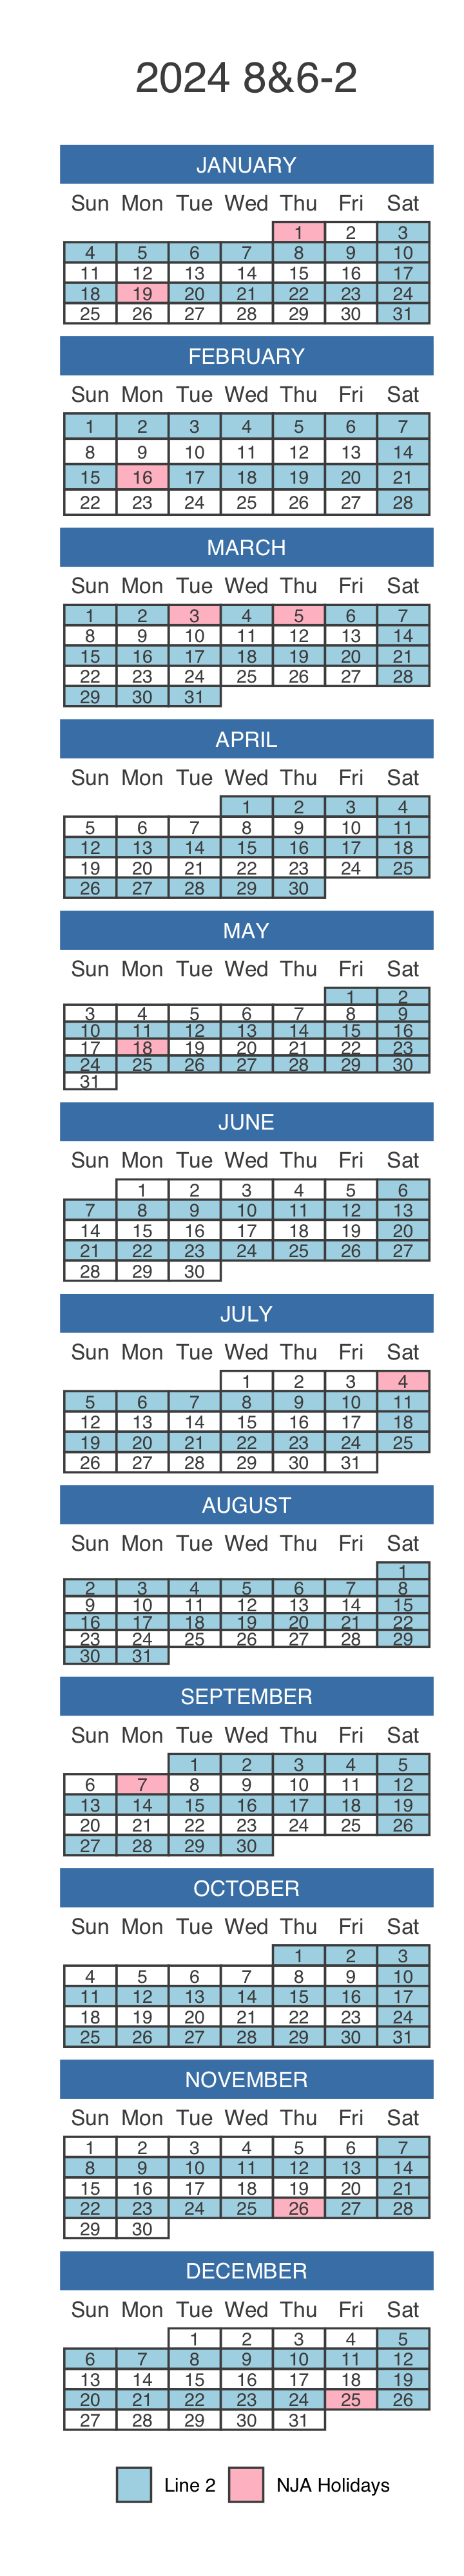 2024 8&6-2
JANUARY
Sun Mon Tue Wed Thu Fri Sat
1 2 3
4 5 6 7 8 9 10
11 12 13 14 15 16 17
18 19 20 21 22 23 24
25 26 27 28 29 30 31
FEBRUARY
Sun Mon Tue Wed Thu Fri Sat
1 2 3 4 5 6 7
8 9 10 11 12 13 14
15 16 17 18 19 20 21
22 23 24 25 26 27 28
MARCH
Sun Mon Tue Wed Thu Fri Sat
1 2 3 4 5 6 7
8 9 10 11 12 13 14
15 16 17 18 19 20 21
22 23 24 25 26 27 28
29 30 31
APRIL
Sun Mon Tue Wed Thu Fri Sat
1 2 3 4
5 6 7 8 9 10 11
12 13 14 15 16 17 18
19 20 21 22 23 24 25
26 27 28 29 30
MAY
Sun Mon Tue Wed Thu Fri Sat
1 2
3 4 5 6 7 8 9
10 11 12 13 14 15 16
17 18 19 20 21 22 23
24 25 26 27 28 29 30
31
JUNE
Sun Mon Tue Wed Thu Fri Sat
1 2 3 4 5 6
7 8 9 10 11 12 13
14 15 16 17 18 19 20
21 22 23 24 25 26 27
28 29 30
JULY
Sun Mon Tue Wed Thu Fri Sat
1 2 3 4
5 6 7 8 9 10 11
12 13 14 15 16 17 18
19 20 21 22 23 24 25
26 27 28 29 30 31
AUGUST
Sun Mon Tue Wed Thu Fri Sat
1
2 3 4 5 6 7 8
9 10 11 12 13 14 15
16 17 18 19 20 21 22
23 24 25 26 27 28 29
30 31
SEPTEMBER
Sun Mon Tue Wed Thu Fri Sat
1 2 3 4 5
6 7 8 9 10 11 12
13 14 15 16 17 18 19
20 21 22 23 24 25 26
27 28 29 30
OCTOBER
Sun Mon Tue Wed Thu Fri Sat
1 2 3
4 5 6 7 8 9 10
11 12 13 14 15 16 17
18 19 20 21 22 23 24
25 26 27 28 29 30 31
NOVEMBER
Sun Mon Tue Wed Thu Fri Sat
1 2 3 4 5 6 7
8 9 10 11 12 13 14
15 16 17 18 19 20 21
22 23 24 25 26 27 28
29 30
DECEMBER
Sun Mon Tue Wed Thu Fri Sat
1 2 3 4 5
6 7 8 9 10 11 12
13 14 15 16 17 18 19
20 21 22 23 24 25 26
27 28 29 30 31
Line 2 NJA Holidays